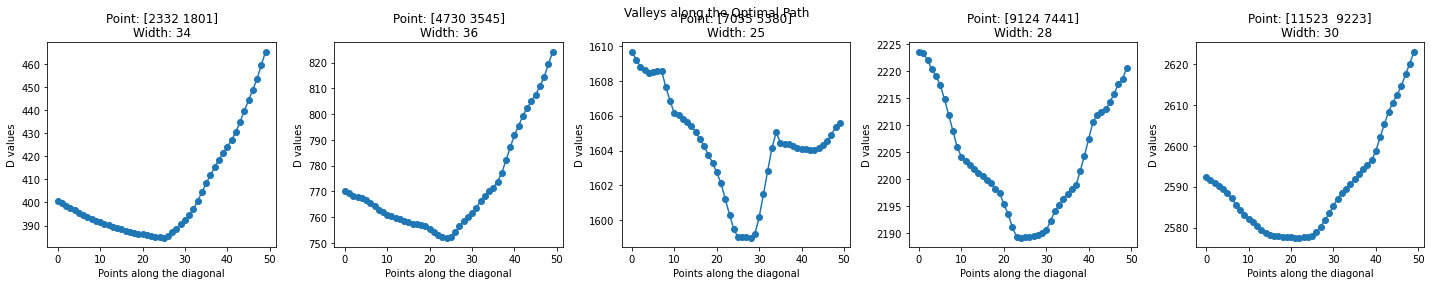 Valleys along the Optimal Path
Point: [2332 1801]
Width: 34
D values
460
450
440
430
420
410
400
390
0 10 20 30 40 50
Points along the diagonal
Point: [4730 3545]
Width: 36
D values
820
810
800
790
780
770
760
750
0 10 20 30 40 50
Points along the diagonal
Point:
Width: 25
D values
1610
1608
1606
1604
1602
1600
0 10 20 30 40 50
Points along the diagonal
Point: [9124 7441]
Width: 28
D values
2225
2220
2215
2210
2205
2200
2195
2190
0 10 20 30 40 50
Points along the diagonal
Point: [11523  9223]
Width: 30
D values
2620
2610
2600
2590
2580
0 10 20 30 40 50
Points along the diagonal